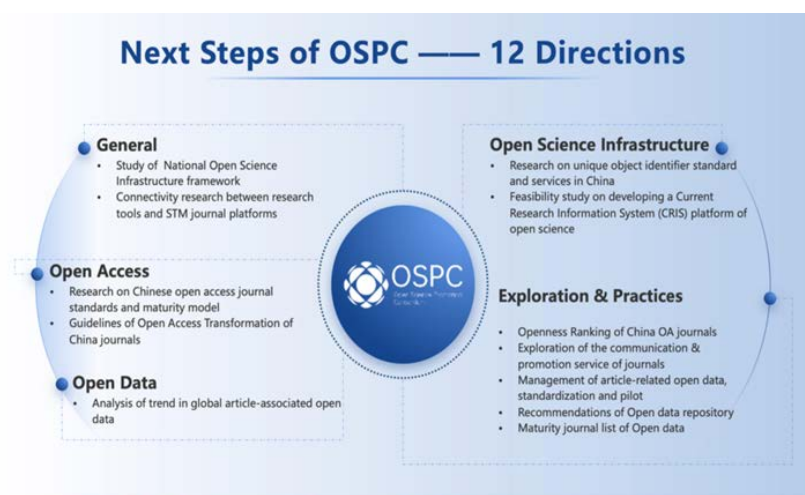 Next Steps of OSPC —— 12 Directions
General
• Study of National Open Science
Infrastructure framework
• Connectivity research between research
tools and STM journal platforms
Open Access
• Research on Chinese open access journal
standards and maturity model
• Guidelines of Open Access Transformation of
China journals
Open Data
• Analysis of trend in global article-associated open
data
OSPC
Open Science Promotion
Consortium
Open Science Infrastructure
• Research on unique object identifier standard
and services in China
• Feasibility study on developing a Current
Research Information System (CRIS) platform of
open science
Exploration & Practices
• Openness Ranking of China OA journals
• Exploration of the communication &
promotion service of journals
• Management of article-related open data,
standardization and pilot
• Recommendations of Open data repository
• Maturity journal list of Open data